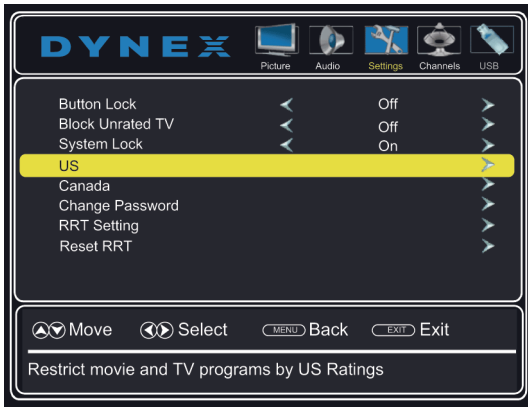 DYNEX
Picture Audio Settings Channels USB
Button Lock Off
Block Unrated TV Off
System Lock On
US
Canada
Change Password
RRT Setting
Reset RRT
Move Select MENU Back EXIT Exit
Restrict movie and TV programs by US Ratings